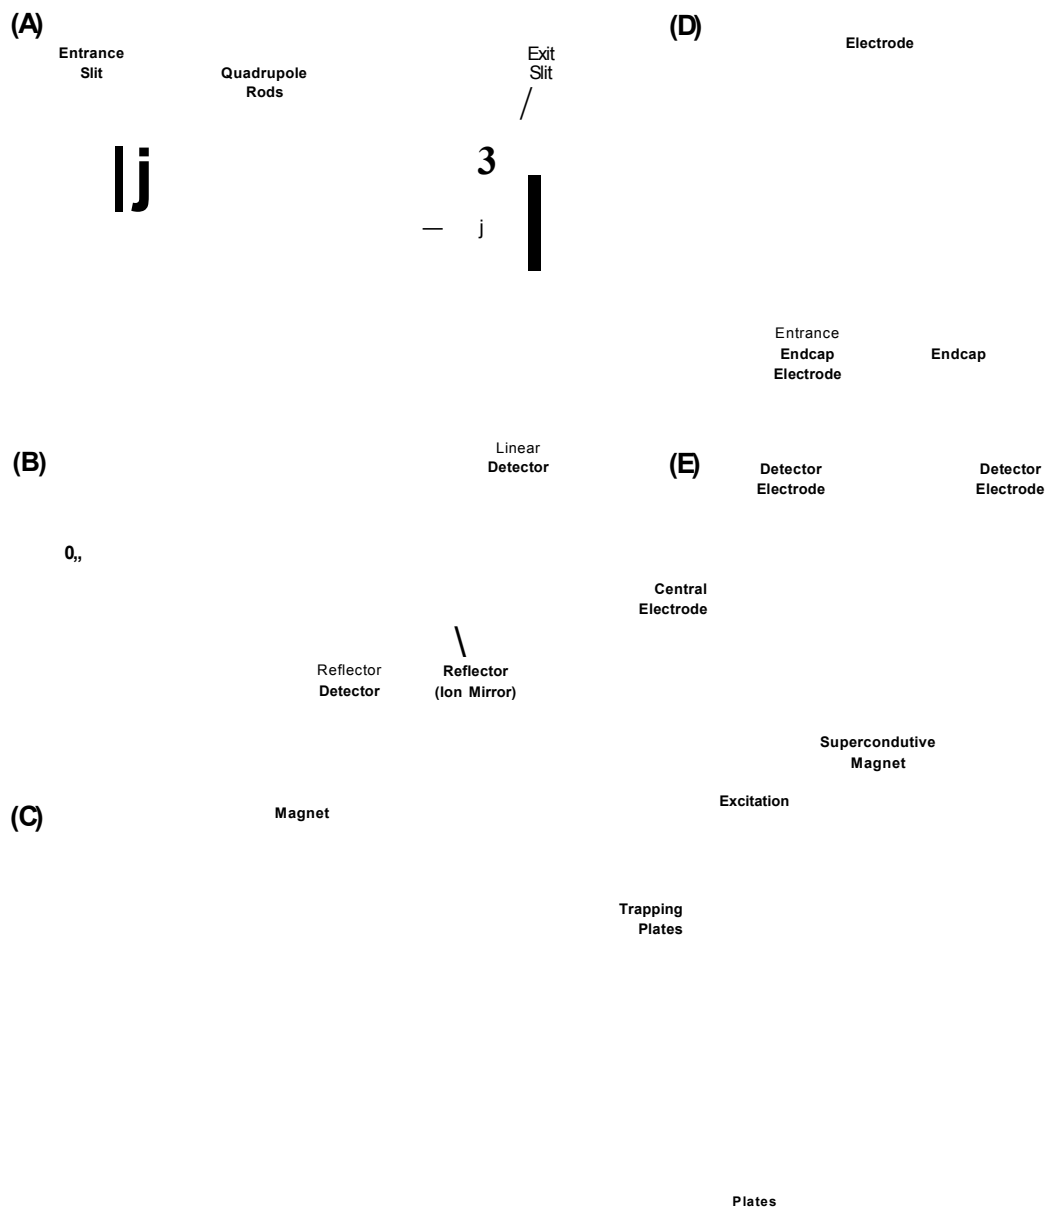 (A)
Entrance
Slit
Quadrupole
Rods
Exit
Slit
j
3
— j
(B)
Linear
Detector
0,,
\
Reflector
Detector
Reflector
(Ion Mirror)
(C)
Magnet
(D)
Electrode
Entrance
Endcap
Electrode
Endcap
(E)
Detector
Electrode
Detector
Electrode
Central
Electrode
Supercondutive
Magnet
Excitation
Trapping
Plates
Plates